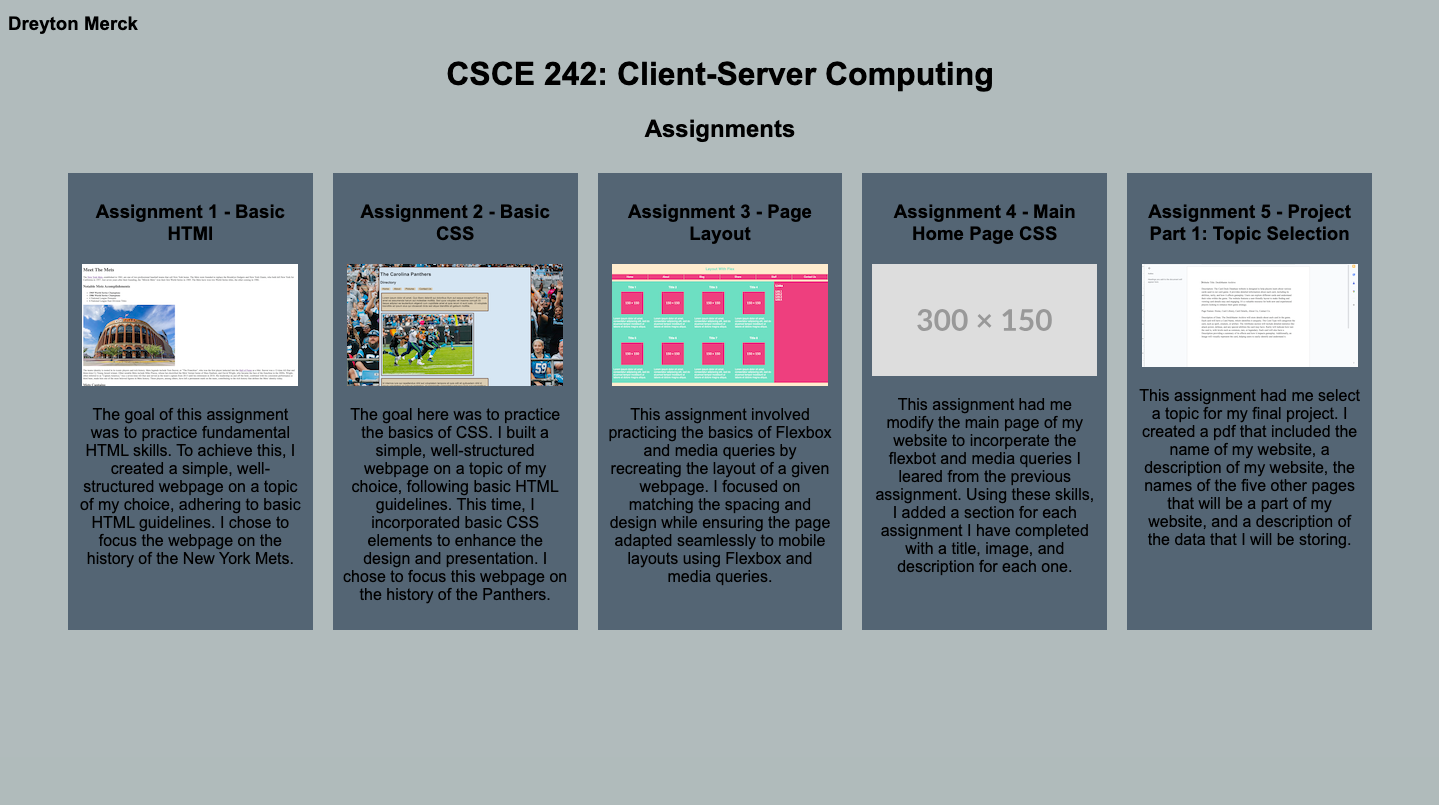 Dreyton Merck
CSCE 242: Client-Server Computing
Assignments
Assignment 1 - Basic
HTMl
Meet The Mets
Notable Mets Accomplishments
The goal of this assignment
was to practice fundamental
HTML skills. To achieve this, I
created a simple, well-
structured webpage on a topic
of my choice, adhering to basic
HTML guidelines. I chose to
focus the webpage on the
history of the New York Mets.
Assignment 2 - Basic
CSS
The Carolina Panthers
Directory
59
The goal here was to practice
the basics of CSS. I built a
simple, well-structured
webpage on a topic of my
choice, following basic HTML
guidelines. This time, I
incorporated basic CSS
elements to enhance the
design and presentation. I
chose to focus this webpage on
the history of the Panthers.
Assignment 3 - Page
Layout
This assignment involved
practicing the basics of Flexbox
and media queries by
recreating the layout of a given
webpage. I focused on
matching the spacing and
design while ensuring the page
adapted seamlessly to mobile
layouts using Flexbox and
media queries.
Assignment 4 - Main
Home Page CSS
300 × 150
This assignment had me
modify the main page of my
website to incorperate the
flexbot and media queries I
leared from the previous
assignment. Using these skills,
I added a section for each
assignment I have completed
with a title, image, and
description for each one.
Assignment 5 - Project
Part 1: Topic Selection
This assignment had me select
a topic for my final project. I
created a pdf that included the
name of my website, a
description of my website, the
names of the five other pages
that will be a part of my
website, and a description of
the data that I will be storing.